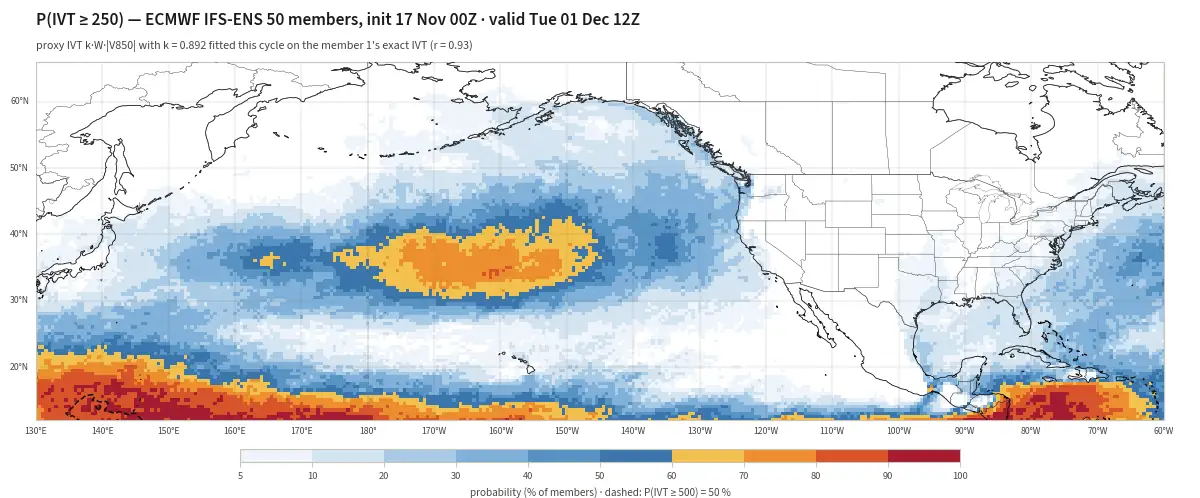 P(IVT ≥ 250) — ECMWF IFS-ENS 50 members, init 17 Nov 00Z · valid Tue 01 Dec 12Z
proxy IVT k·W·|V850| with k = 0.892 fitted this cycle on the member 1's exact IVT (r = 0.93)
60°N
50°N
40°N
30°N
20°N
130°E 140°E 150°E 160°E 170°E 180° 170°E 160°E 150°E 140°E 130°E 120°W 110°W 100°W 90°W 80°W 70°W 60°W
5 10 20 30 40 50 60 70 80 90 100
probability (% of members) · dashed: P(IVT ≥ 500) = 50 %